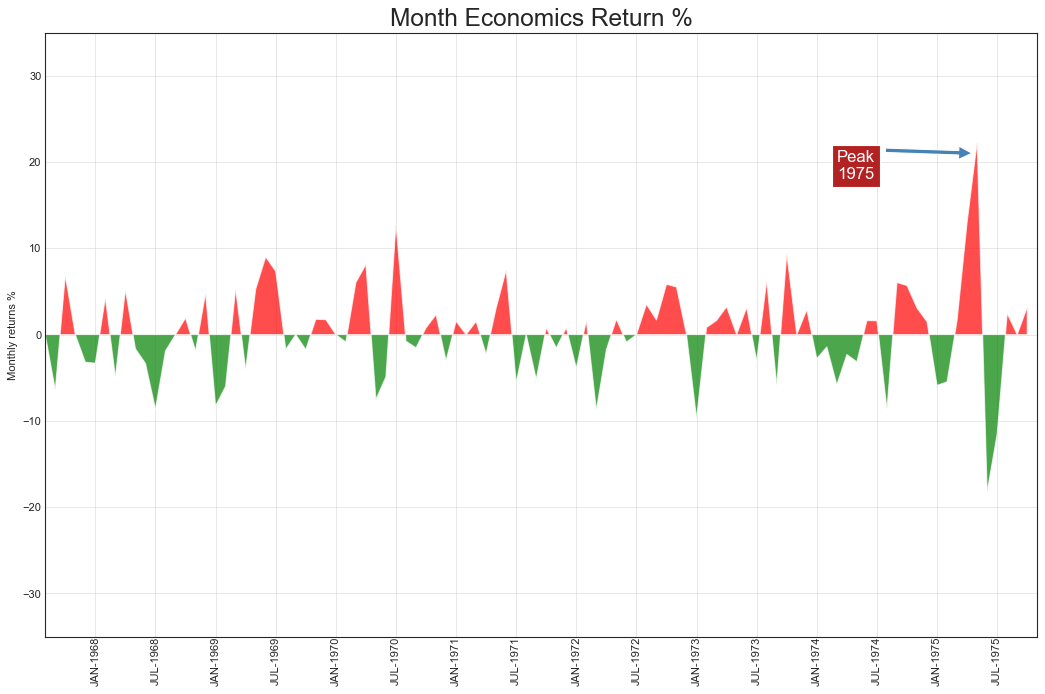 Month Economics Return %
Monthly returns %
30
20
10
0
−10
−20
−30
Peak
1975
JAN-1968
JUL-1968
JAN-1969
JUL-1969
JAN-1970
JUL-1970
JAN-1971
JUL-1971
JAN-1972
JUL-1972
JAN-1973
JUL-1973
JAN-1974
JUL-1974
JAN-1975
JUL-1975